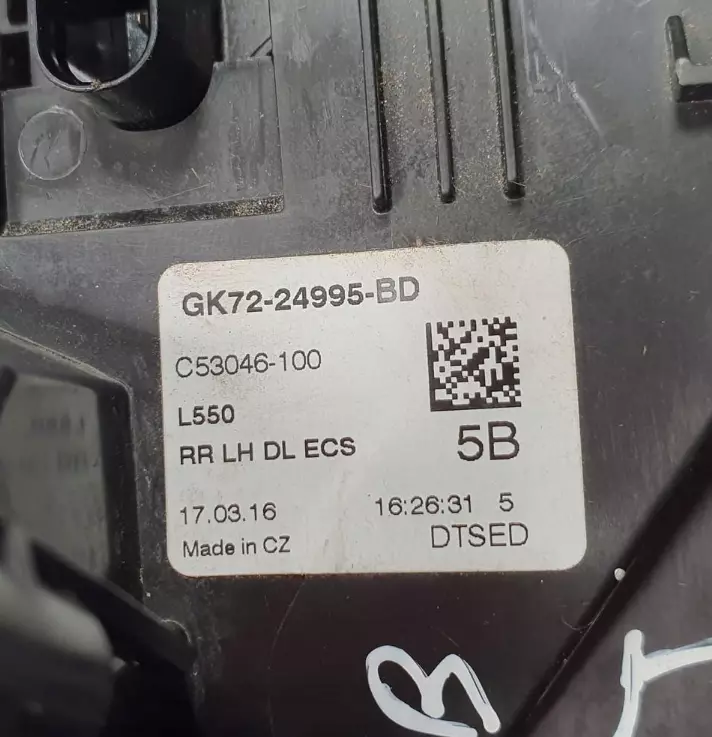 GK72-24995-BD
C53046-100
L550
RR LH DL ECS
5B
17.03.16 16:26:31 5
Made in CZ DTSED